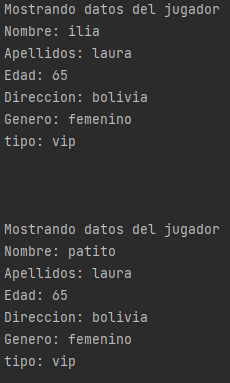 Mostrando datos del jugador
Nombre: ilia
Apellidos: laura
Edad: 65
Direccion: bolivia
Genero: femenino
tipo: vip
Mostrando datos del jugador
Nombre: patito
Apellidos: laura
Edad: 65
Direccion: bolivia
Genero: femenino
tipo: vip